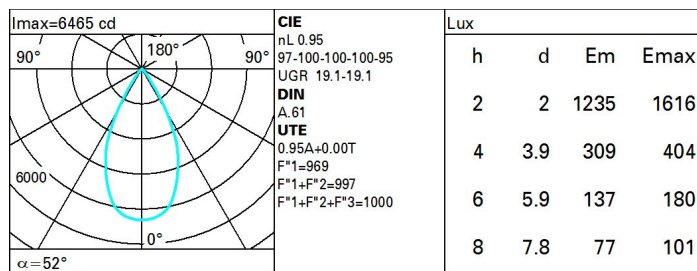 Imax=6465 cd
90° 180° 90°
6000
0°
α=52°
CIE
nL 0.95
97-100-100-100-95
UGR 19.1-19.1
DIN
A.61
UTE
0.95A+0.00T
F"1=969
F"1+F"2=997
F"1+F"2+F"3=1000
Lux
h d Em Emax
2 2 1235 1616
4 3.9 309 404
6 5.9 137 180
8 7.8 77 101